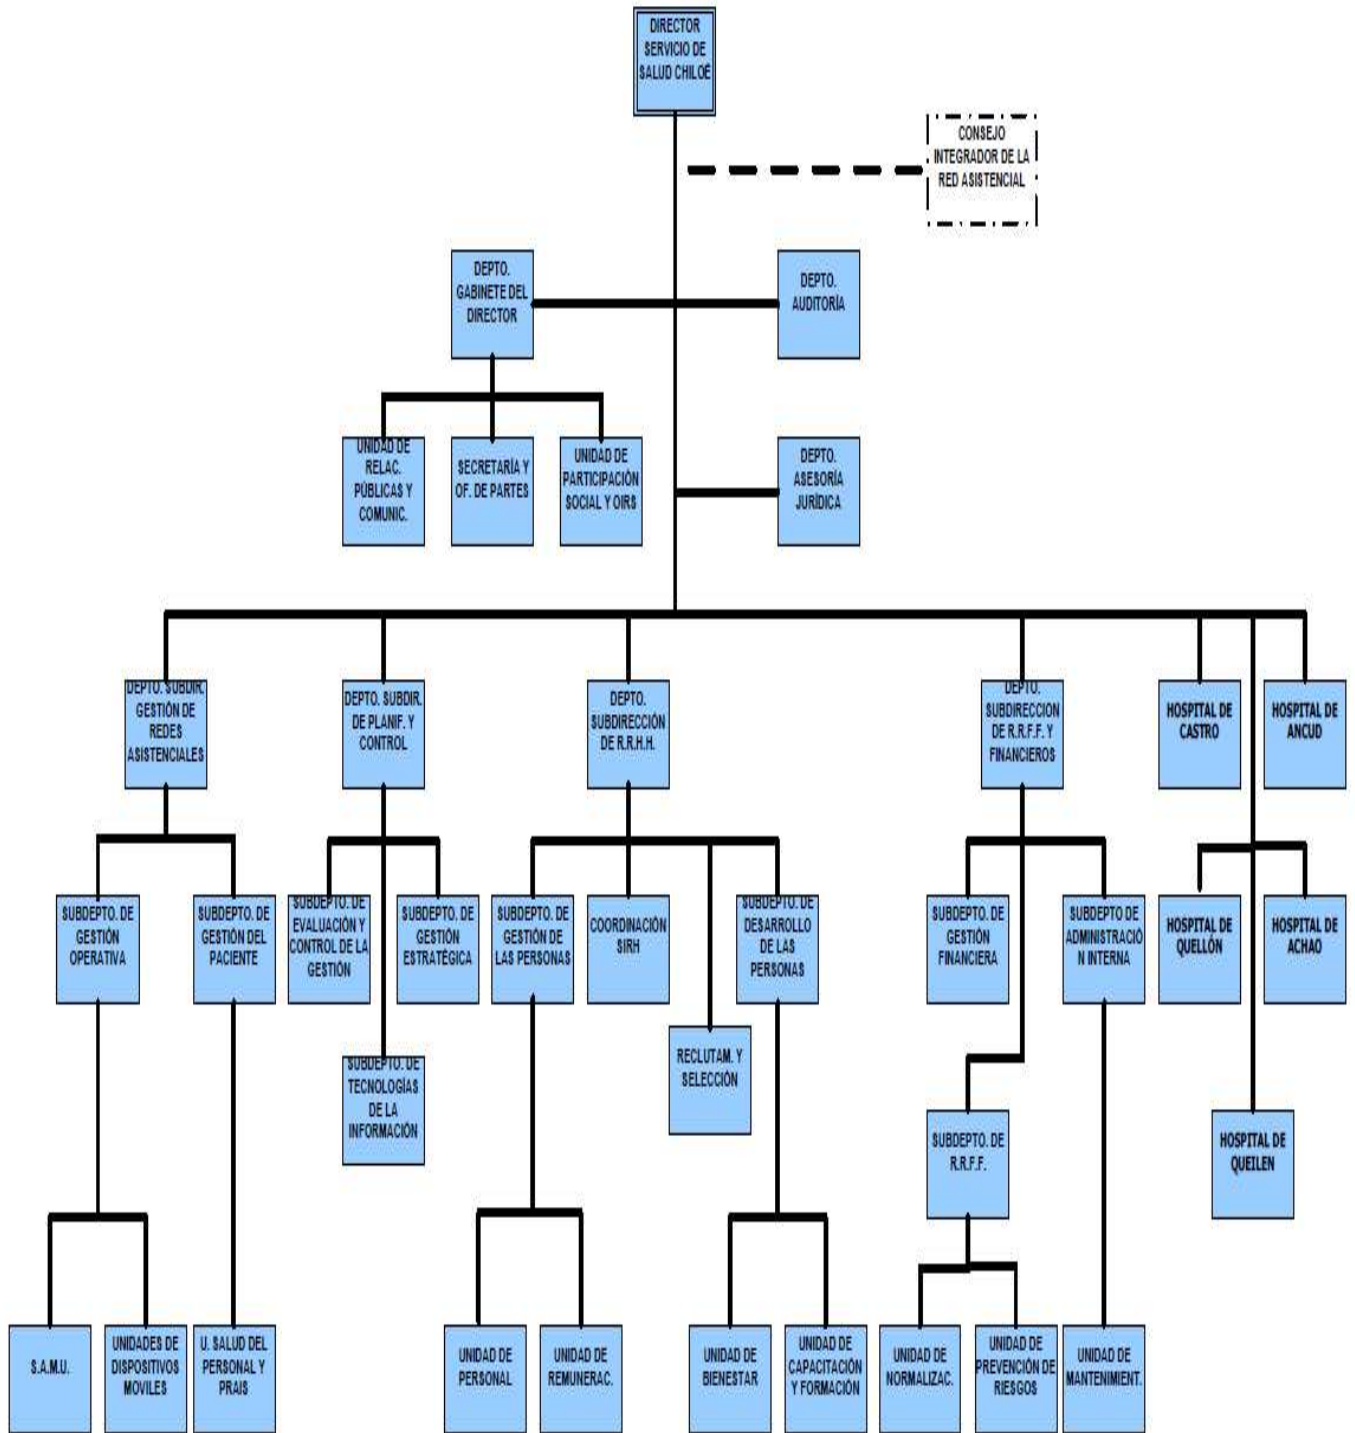 DIRECTOR
SERVICIO DE
SALUD CHILOÉ
CONSEJO
INTEGRADOR DE LA
RED ASISTENCIAL
DEPTO.
GABINETE DEL
DIRECTOR
DEPTO.
AUDITORÍA
UNIDAD DE
RELAC.
PÚBLICAS Y
COMUNIC.
SECRETARÍA Y
OF. DE PARTES
UNIDAD DE
PARTICIPACIÓN
SOCIAL Y OIRS
DEPTO.
ASESORÍA
JURÍDICA
DEPTO. SUBDIR.
GESTIÓN DE
REDES
ASISTENCIALES
DEPTO. SUBDIR.
DE PLANIF. Y
CONTROL
DEPTO.
SUBDIRECCIÓN
DE R.R.H.H.
DEPTO.
SUBDIRECCION
DE R.R.F.F. Y
FINANCIEROS
HOSPITAL DE
CASTRO
HOSPITAL DE
ANCUD
SUBDEPTO. DE
GESTIÓN
OPERATIVA
SUBDEPTO. DE
GESTIÓN DEL
PACIENTE
SUBDEPTO. DE
EVALUACIÓN Y
CONTROL DE LA
GESTIÓN
SUBDEPTO. DE
GESTIÓN
ESTRATÉGICA
SUBDEPTO. DE
GESTIÓN DE
LAS PERSONAS
COORDINACIÓN
SIRH
SUBDEPTO. DE
DESARROLLO
DE LAS
PERSONAS
SUBDEPTO. DE
GESTIÓN
FINANCIERA
SUBDEPTO DE
ADMINISTRACIÓ
N INTERNA
HOSPITAL DE
QUELLÓN
HOSPITAL DE
ACHAO
SUBDEPTO. DE
TECNOLOGÍAS
DE LA
INFORMACIÓN
RECLUTAM. Y
SELECCIÓN
SUBDEPTO. DE
R.R.F.F.
HOSPITAL DE
QUEILEN
S.A.M.U.
UNIDADES DE
DISPOSITIVOS
MOVILES
U. SALUD DEL
PERSONAL Y
PRAIS
UNIDAD DE
PERSONAL
UNIDAD DE
REMUNERAC.
UNIDAD DE
BIENESTAR
UNIDAD DE
CAPACITACIÓN
Y FORMACIÓN
UNIDAD DE
NORMALIZAC.
UNIDAD DE
PREVENCIÓN DE
RIESGOS
UNIDAD DE
MANTENIMIENT.